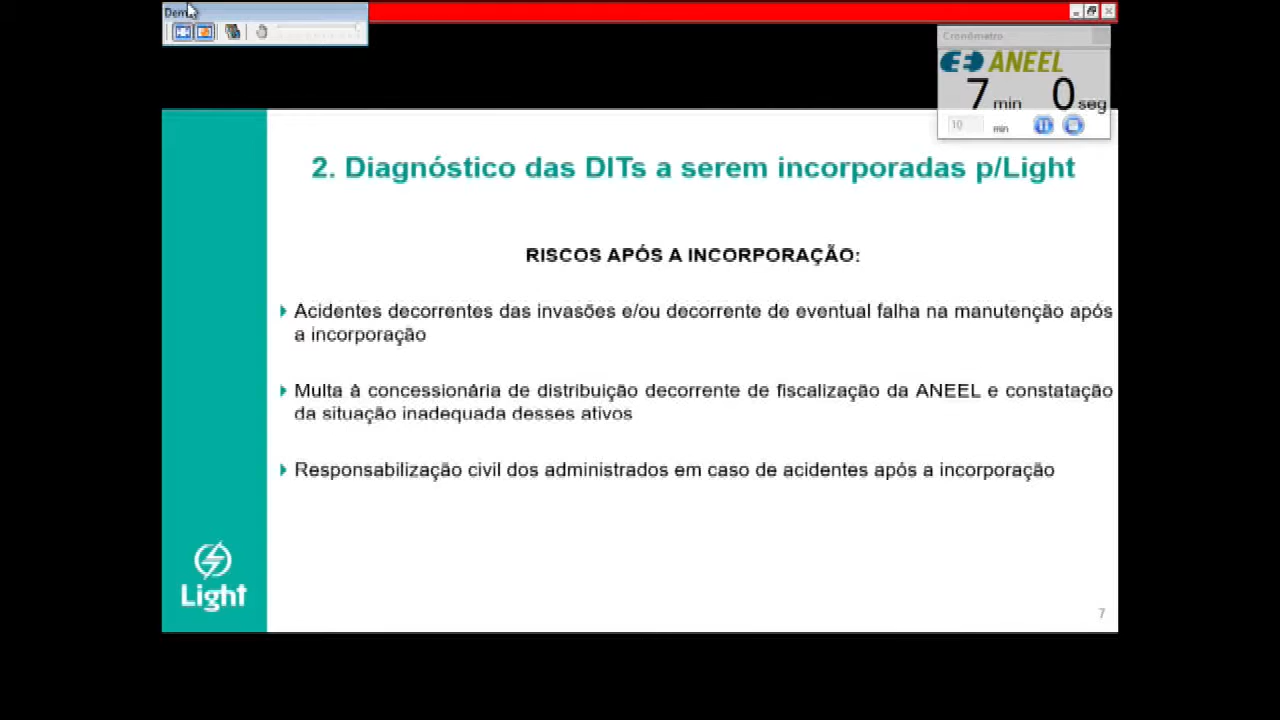 Dem
Cronômetro
ANEEL
7 min 0 seg
10 min
2. Diagnóstico das DITs a serem incorporadas p/Light
RISCOS APÓS A INCORPORAÇÃO:
Acidentes decorrentes das invasões e/ou decorrente de eventual falha na manutenção após
a incorporação
Multa à concessionária de distribuição decorrente de fiscalização da ANEEL e constatação
da situação inadequada desses ativos
Responsabilização civil dos administrados em caso de acidentes após a incorporação
Light
7